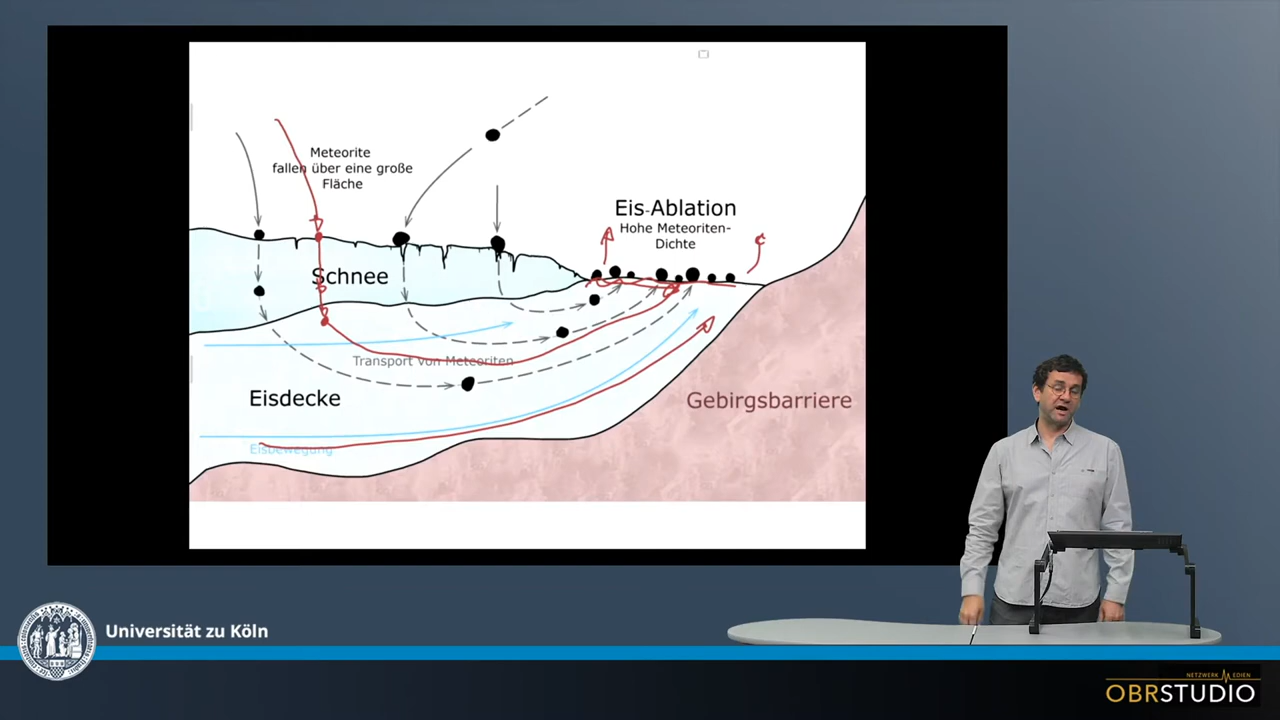 Meteorite
fallen über eine große
Fläche
Eis-Ablation
Hohe Meteoriten-
Dichte
Schnee
Transport von Meteoriten
Eisdecke
Gebirgsbarriere
Eisbewegung
Universität zu Köln
NETZWERK MEDIEN
OBRSTUDIO